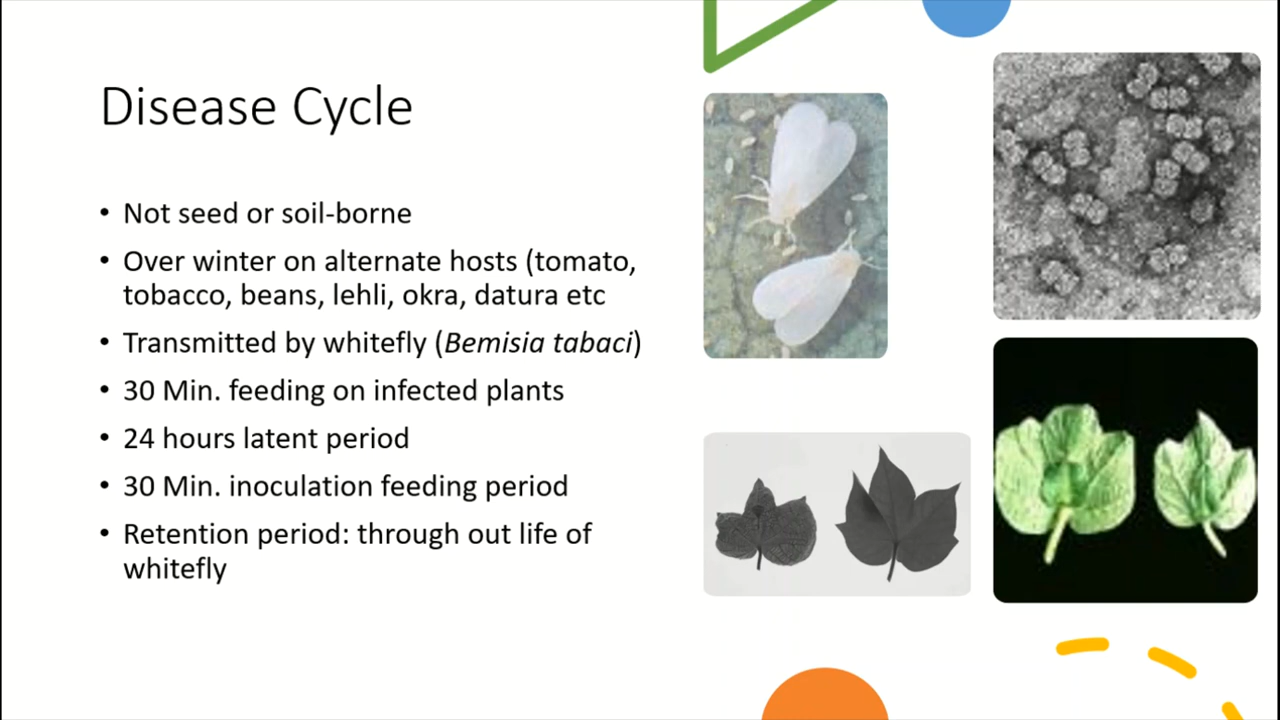 Disease Cycle
• Not seed or soil-borne
• Over winter on alternate hosts (tomato,
tobacco, beans, lehli, okra, datura etc
• Transmitted by whitefly (Bemisia tabaci)
• 30 Min. feeding on infected plants
• 24 hours latent period
• 30 Min. inoculation feeding period
• Retention period: through out life of
whitefly